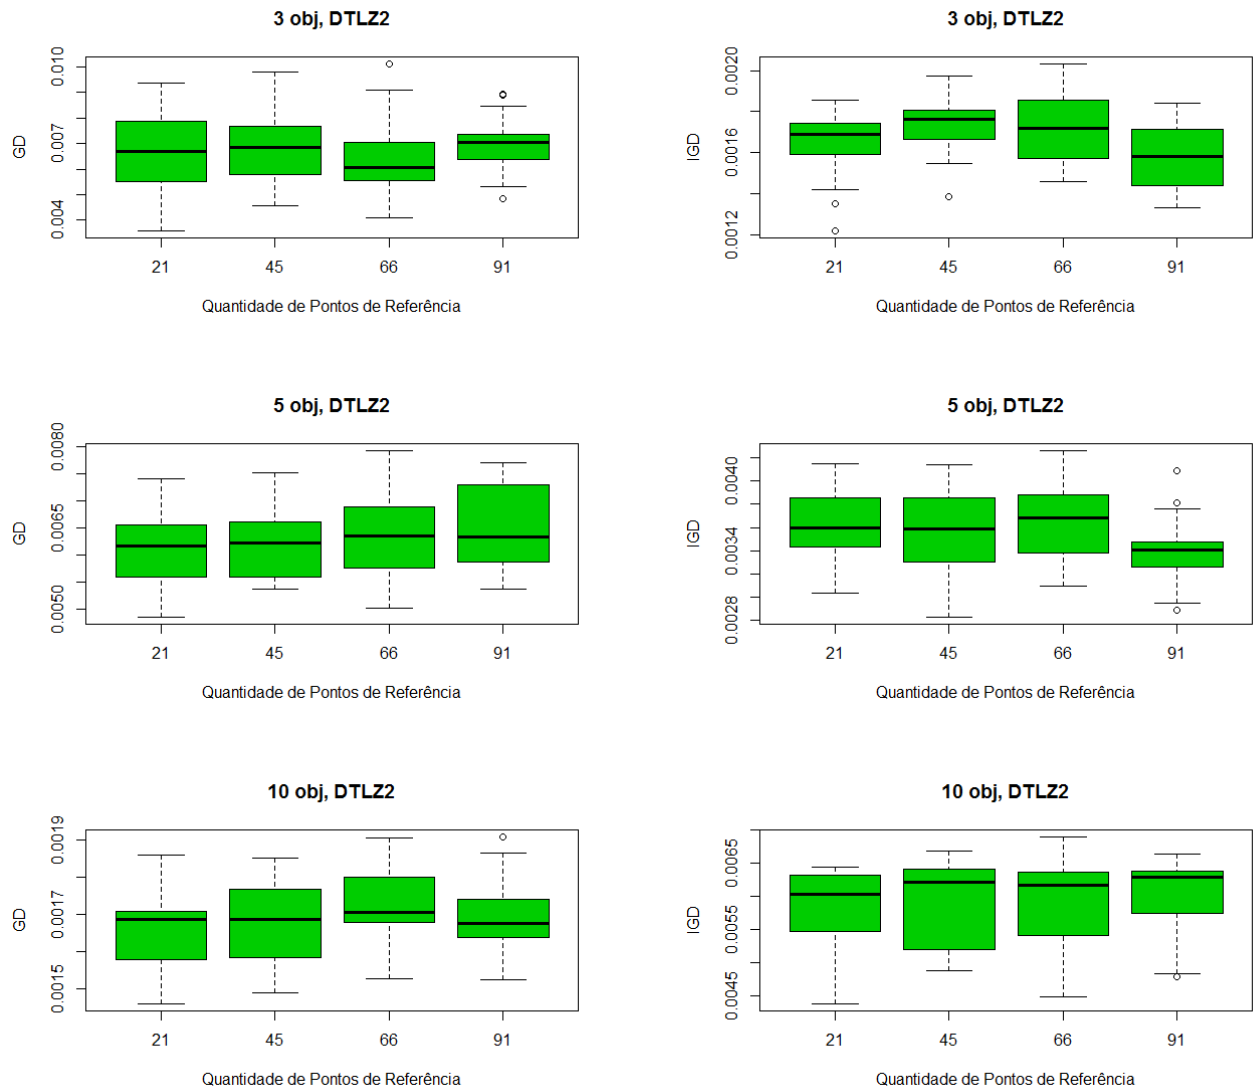 3 obj, DTLZ2
GD
0.010
0.007
0.004
21 45 66 91
Quantidade de Pontos de Referência
3 obj, DTLZ2
IGD
0.0020
0.0016
0.0012
21 45 66 91
Quantidade de Pontos de Referência
5 obj, DTLZ2
GD
0.0080
0.0065
0.0050
21 45 66 91
Quantidade de Pontos de Referência
5 obj, DTLZ2
IGD
0.0040
0.0034
0.0028
21 45 66 91
Quantidade de Pontos de Referência
10 obj, DTLZ2
GD
0.0019
0.0017
0.0015
21 45 66 91
Quantidade de Pontos de Referência
10 obj, DTLZ2
IGD
0.0065
0.0055
0.0045
21 45 66 91
Quantidade de Pontos de Referência